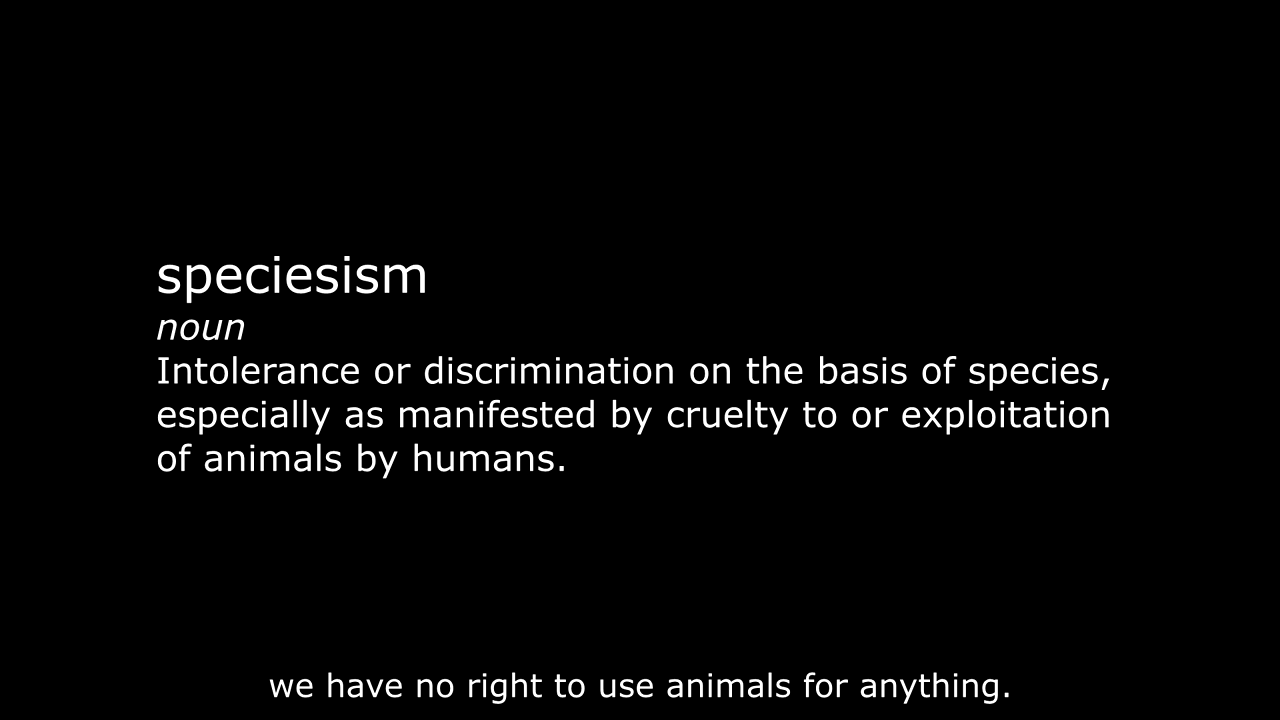 speciesism
noun
Intolerance or discrimination on the basis of species,
especially as manifested by cruelty to or exploitation
of animals by humans.
we have no right to use animals for anything.